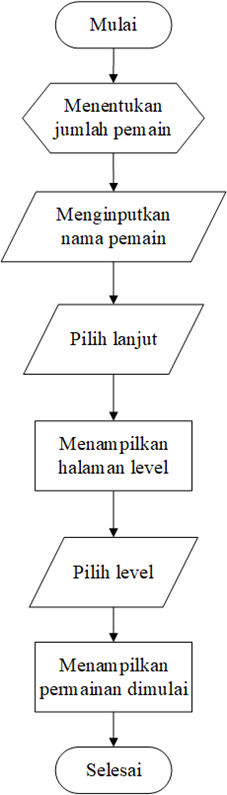 Mulai
Menentukan
jumlah pemain
Menginputkan
nama pemain
Pilih lanjut
Menampilkan
halaman level
Pilih level
Menampilkan
permainan dimulai
Selesai